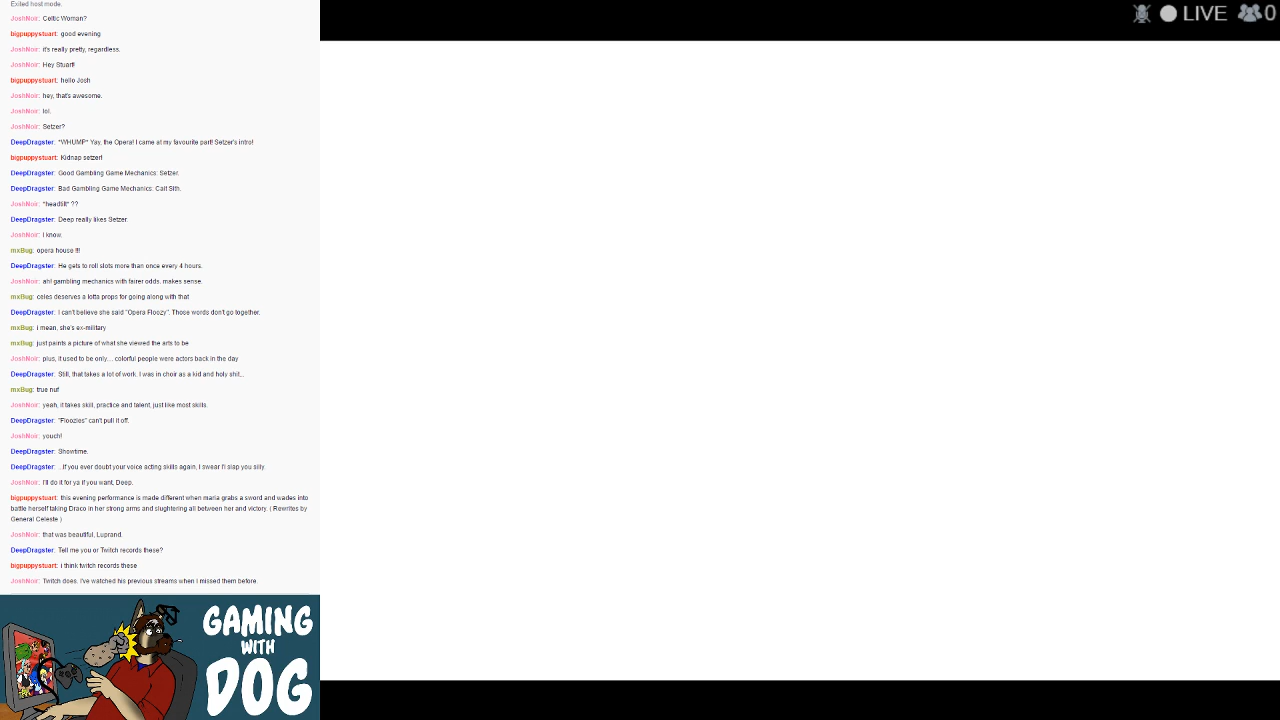 Exited host mode.
JoshNoir: Celtic Woman?
bigpuppystuart: good evening
JoshNoir: it's really pretty, regardless.
JoshNoir: Hey Stuart!
bigpuppystuart: hello Josh
JoshNoir: hey, that's awesome.
JoshNoir: lol.
JoshNoir: Setzer?
DeepDragster: *WHUMP* Yay, the Opera! I came at my favourite part! Setzer's intro!
bigpuppystuart: Kidnap setzer!
DeepDragster: Good Gambling Game Mechanics: Setzer.
DeepDragster: Bad Gambling Game Mechanics: Cait Sith.
JoshNoir: *headtilt* ??
DeepDragster: Deep really likes Setzer.
JoshNoir: I know.
mxBug: opera house !!!
DeepDragster: He gets to roll slots more than once every 4 hours.
JoshNoir: ah! gambling mechanics with fairer odds. makes sense.
mxBug: celes deserves a lotta props for going along with that
DeepDragster: I can't believe she said "Opera Floozy". Those words don't go together.
mxBug: i mean, she's ex-military
mxBug: just paints a picture of what she viewed the arts to be
JoshNoir: plus, it used to be only.... colorful people were actors back in the day
DeepDragster: Still, that takes a lot of work. I was in choir as a kid and holy shit...
mxBug: true nuf
JoshNoir: yeah, it takes skill, practice and talent, just like most skills.
DeepDragster: "Floozies" can't pull it off.
JoshNoir: youch!
DeepDragster: Showtime.
DeepDragster: ...If you ever doubt your voice acting skills again, I swear I'll slap you silly.
JoshNoir: I'll do it for ya if you want, Deep.
bigpuppystuart: this evening performance is made different when maria grabs a sword and wades into
battle herself taking Draco in her strong arms and slughtering all between her and victory. ( Rewrites by
General Celeste )
JoshNoir: that was beautiful, Luprand.
DeepDragster: Tell me you or Twitch records these?
bigpuppystuart: i think twitch records these
JoshNoir: Twitch does. I've watched his previous streams when I missed them before.
GAMING
WITH
DOG
LIVE 0